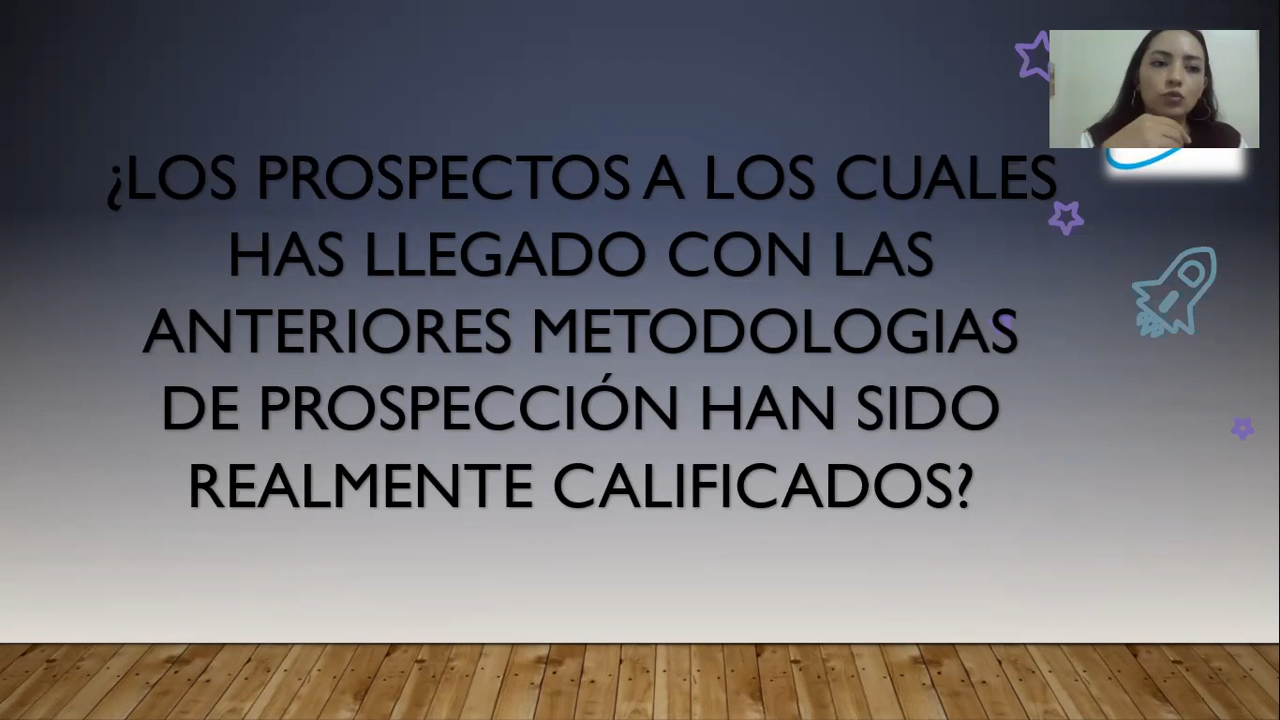 ¿LOS PROSPECTOS A LOS CUALES
HAS LLEGADO CON LAS
ANTERIORES METODOLOGIAS
DE PROSPECCIÓN HAN SIDO
REALMENTE CALIFICADOS?